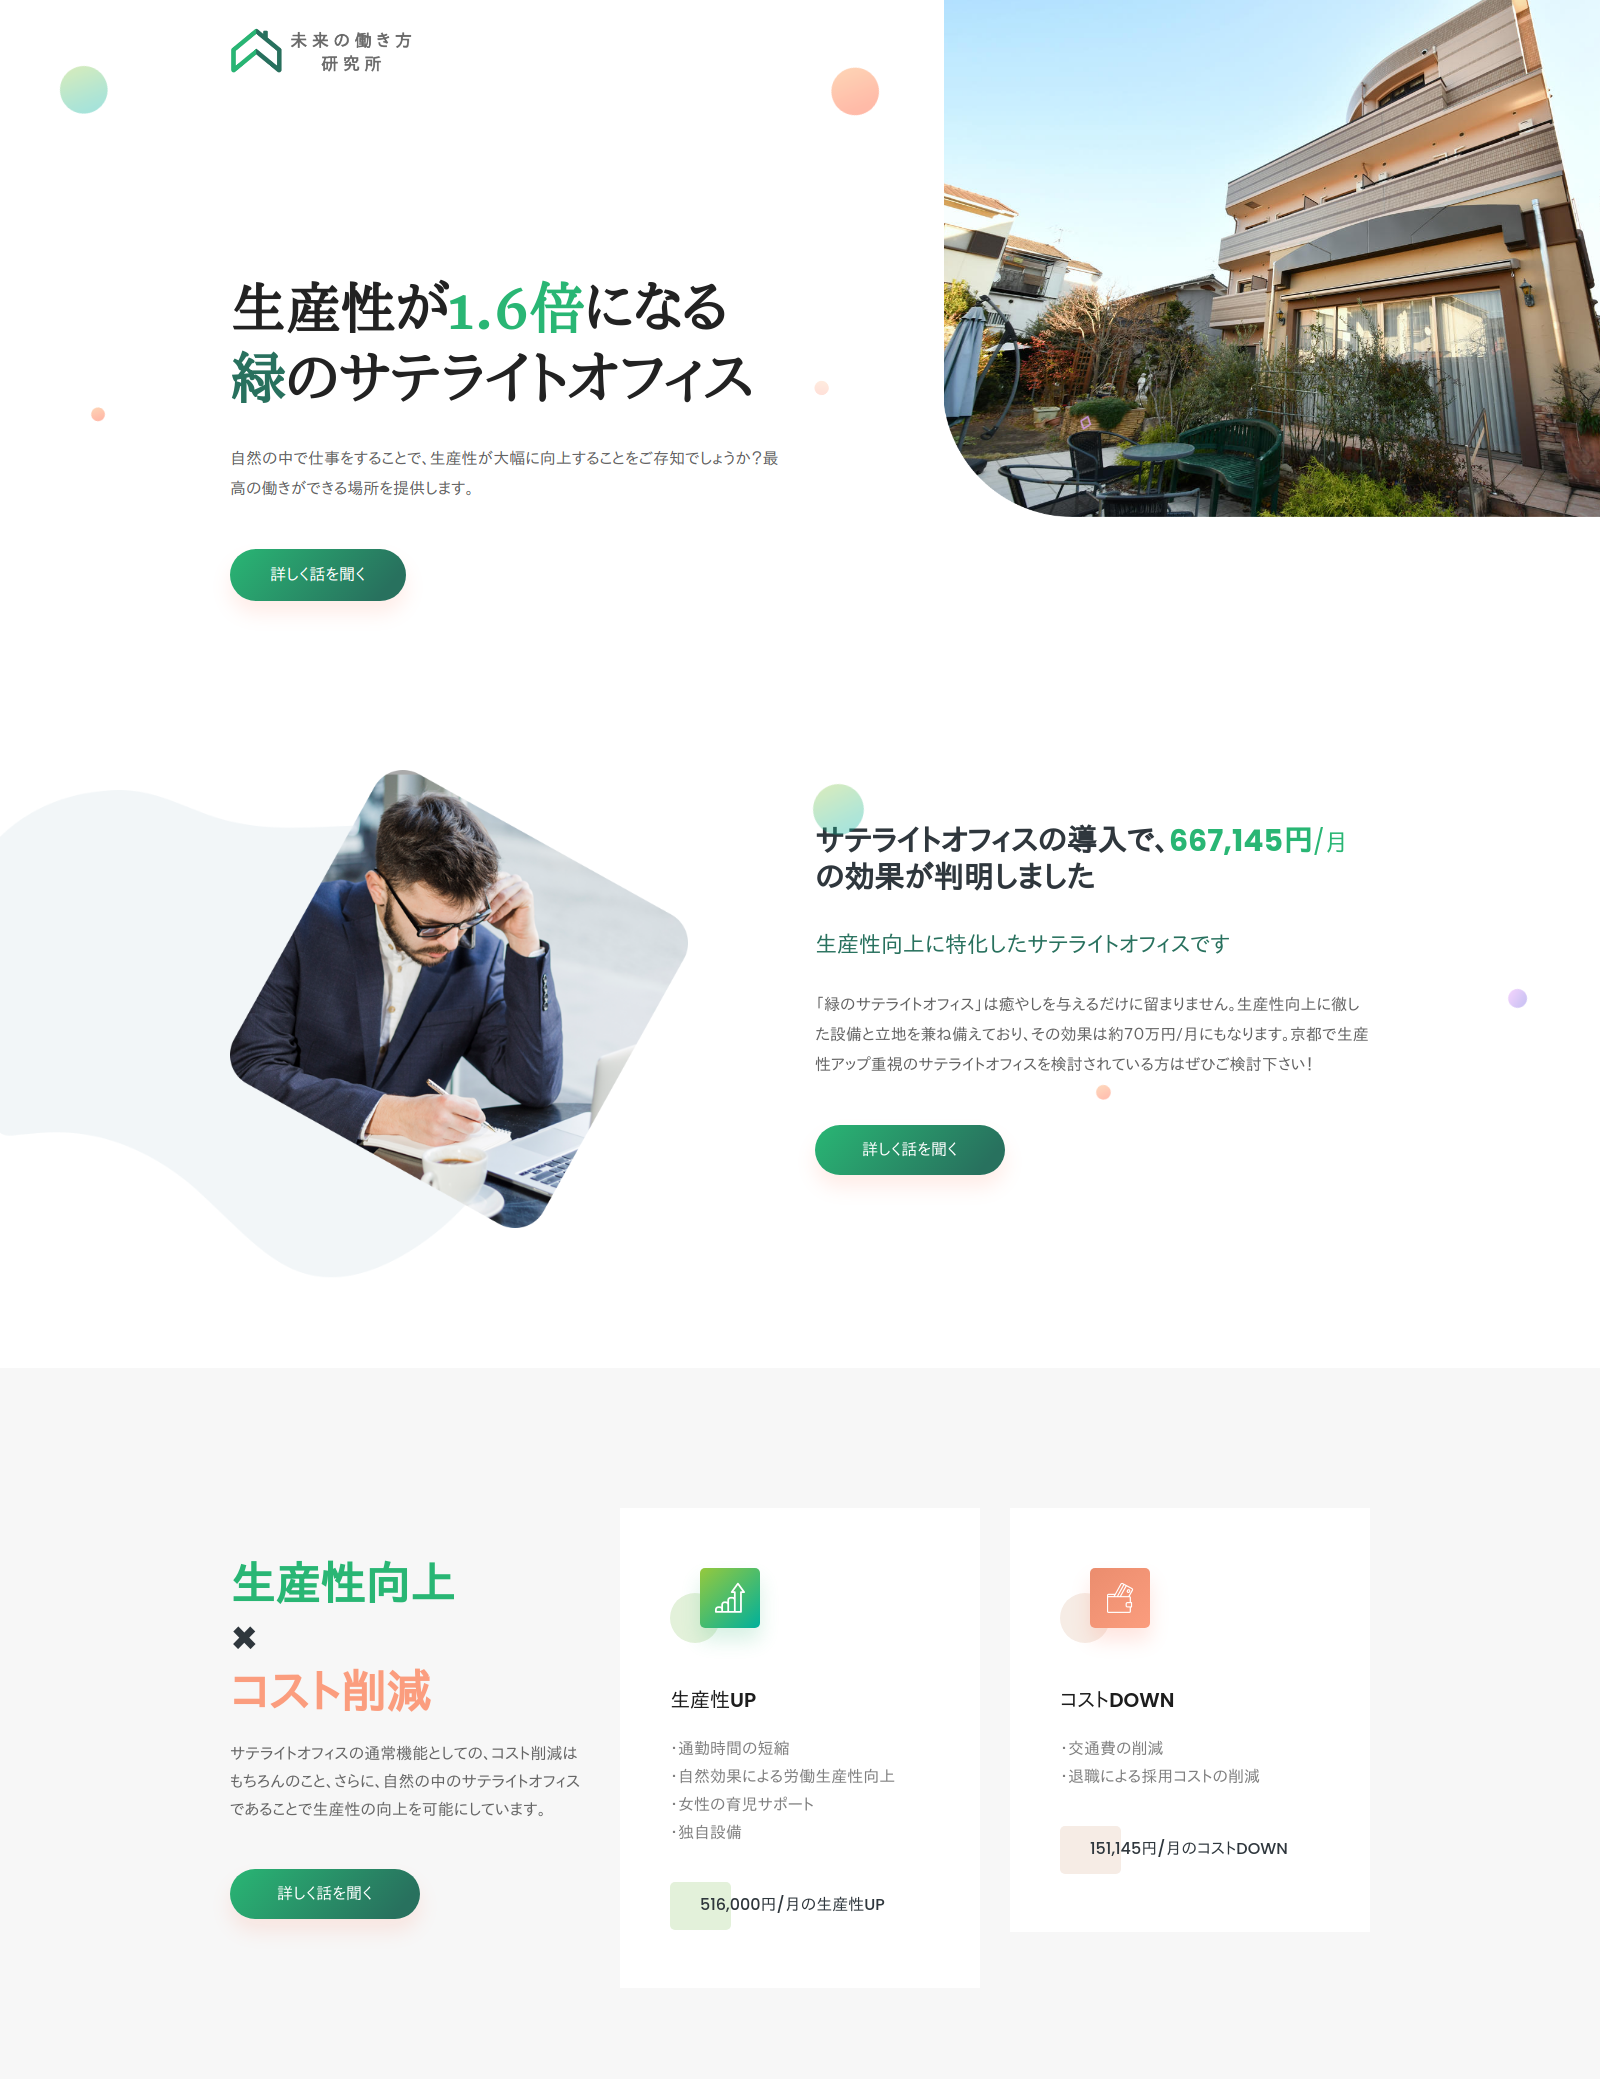 未来の働き方
研究所
生産性が1.6倍になる
緑のサテライトオフィス
自然の中で仕事をすることで、生産性が大幅に向上することをご存知でしょうか？最
高の働きができる場所を提供します。
詳しく話を聞く
サテライトオフィスの導入で、667,145円/月
の効果が判明しました
生産性向上に特化したサテライトオフィスです
「緑のサテライトオフィス」は癒やしを与えるだけに留まりません。生産性向上に徹し
た設備と立地を兼ね備えており、その効果は約70万円/月にもなります。京都で生産
性アップ重視のサテライトオフィスを検討されている方はぜひご検討下さい！
詳しく話を聞く
生産性向上
✖
コスト削減
サテライトオフィスの通常機能としての、コスト削減は
もちろんのこと、さらに、自然の中のサテライトオフィス
であることで生産性の向上を可能にしています。
詳しく話を聞く
生産性UP
・通勤時間の短縮
・自然効果による労働生産性向上
・女性の育児サポート
・独自設備
516,000円/月の生産性UP
コストDOWN
・交通費の削減
・退職による採用コストの削減
151,145円/月のコストDOWN